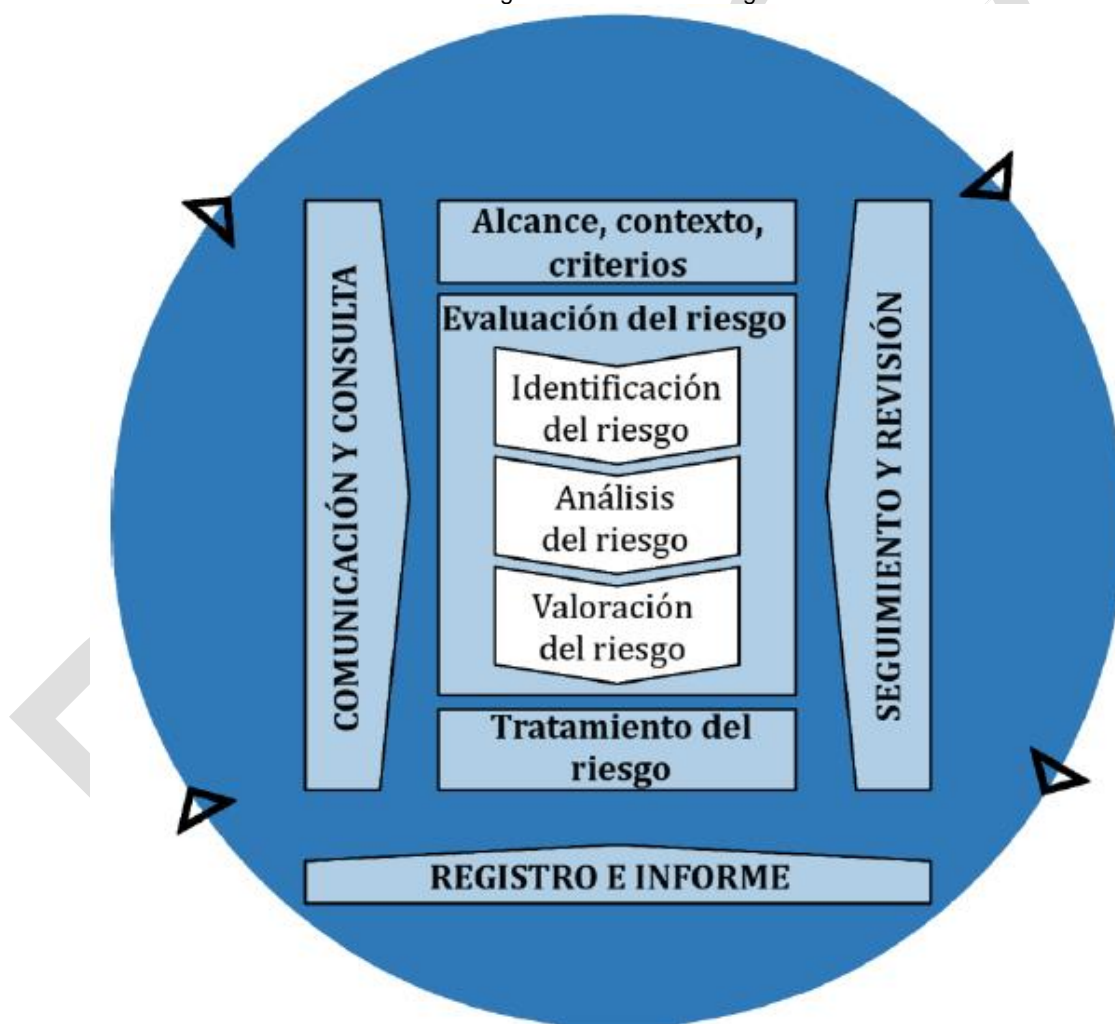 Alcance, contexto,
criterios
Evaluación del riesgo
Identificación
del riesgo
Análisis
del riesgo
Valoración
del riesgo
Tratamiento del
riesgo
COMUNICACIÓN Y CONSULTA
SEGUIMIENTO Y REVISIÓN
REGISTRO E INFORME